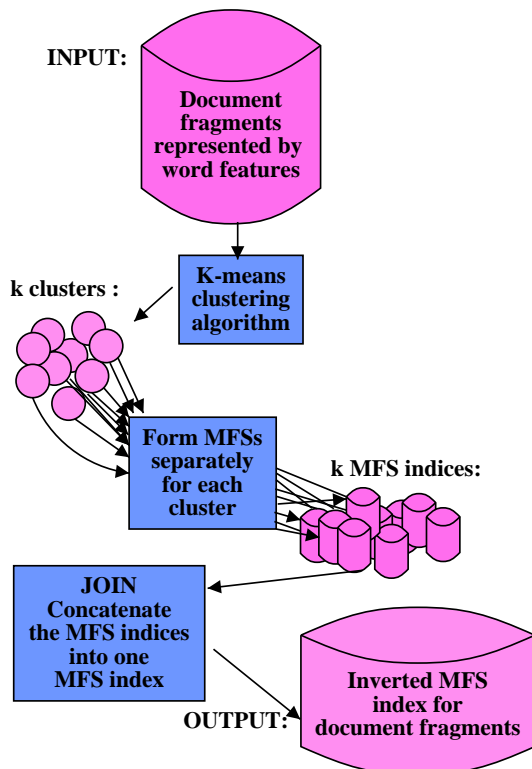 INPUT:
Document
fragments
represented by
word features
K-means
clustering
algorithm
k clusters :
Form MFSs
separately
for each
cluster
k MFS indices:
JOIN
Concatenate
the MFS indices
into one
MFS index
OUTPUT:
Inverted MFS
index for
document fragments